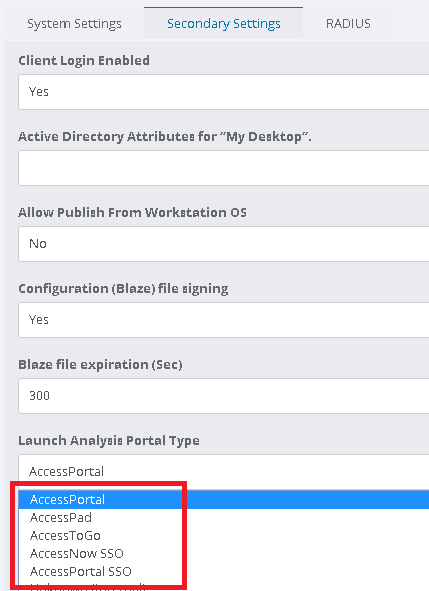 System Settings Secondary Settings RADIUS
Client Login Enabled
Yes
Active Directory Attributes for “My Desktop”.
Allow Publish From Workstation OS
No
Configuration (Blaze) file signing
Yes
Blaze file expiration (Sec)
300
Launch Analysis Portal Type
AccessPortal
AccessPortal
AccessPad
AccessToGo
AccessNow SSO
AccessPortal SSO